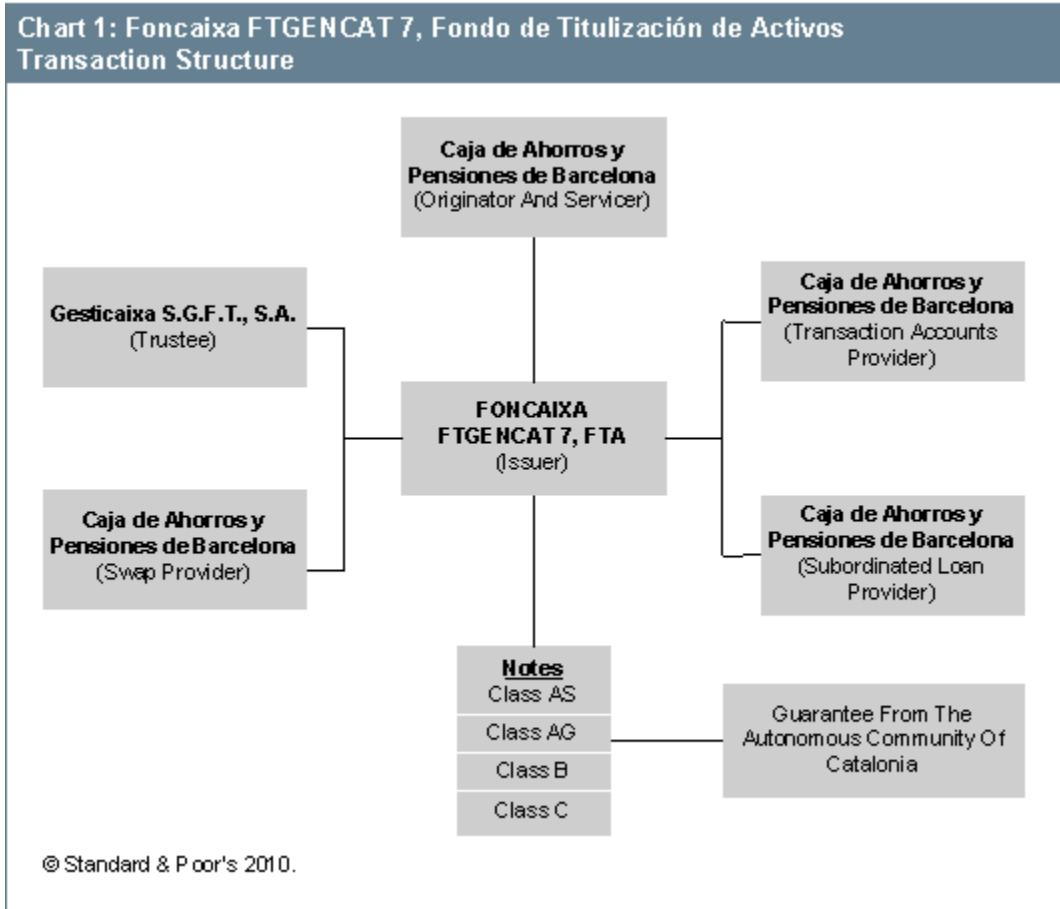 Chart 1: Foncaixa FTGENCAT 7, Fondo de Titulización de Activos
Transaction Structure
Caja de Ahorros y
Pensiones de Barcelona
(Originator And Servicer)
Gesticaixa S.G.F.T., S.A.
(Trustee)
Caja de Ahorros y
Pensiones de Barcelona
(Transaction Accounts
Provider)
FONCAIXA
FTGENCAT 7, FTA
(Issuer)
Caja de Ahorros y
Pensiones de Barcelona
(Swap Provider)
Caja de Ahorros y
Pensiones de Barcelona
(Subordinated Loan
Provider)
Notes
Class AS
Class AG
Class B
Class C
Guarantee From The
Autonomous Community Of
Catalonia
© Standard & Poor's 2010.